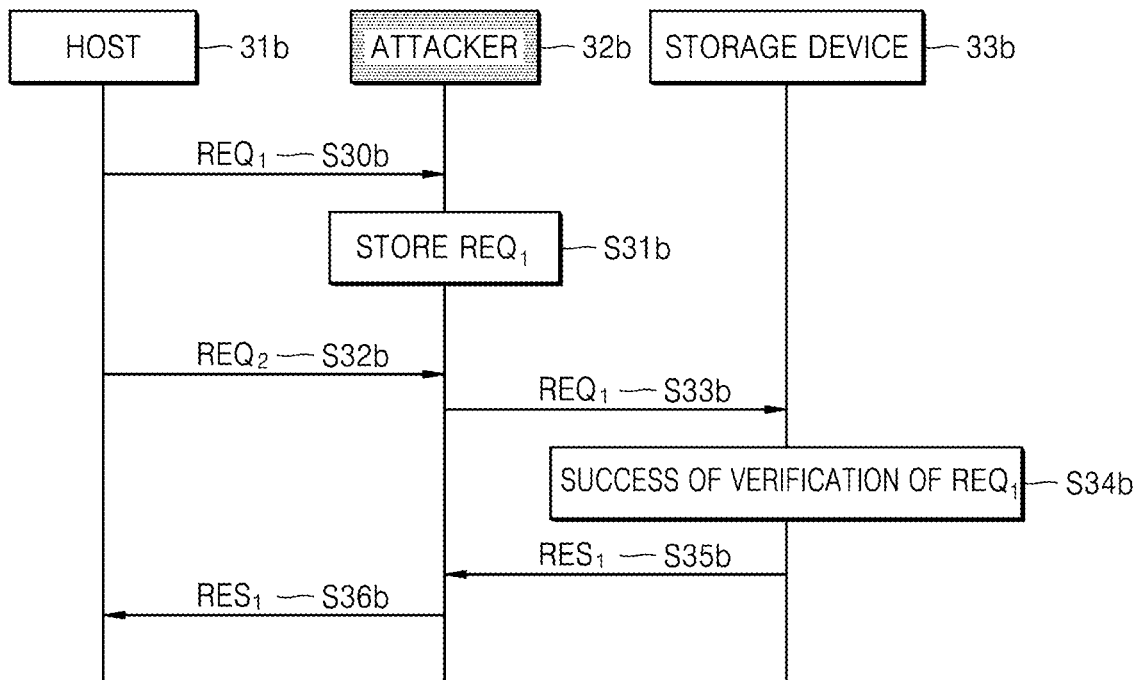 HOST 31b ATTACKER 32b STORAGE DEVICE 33b
REQ₁ S30b
STORE REQ₁ S31b
REQ₂ S32b
REQ₁ S33b
SUCCESS OF VERIFICATION OF REQ₁ S34b
RES₁ S35b
RES₁ S36b